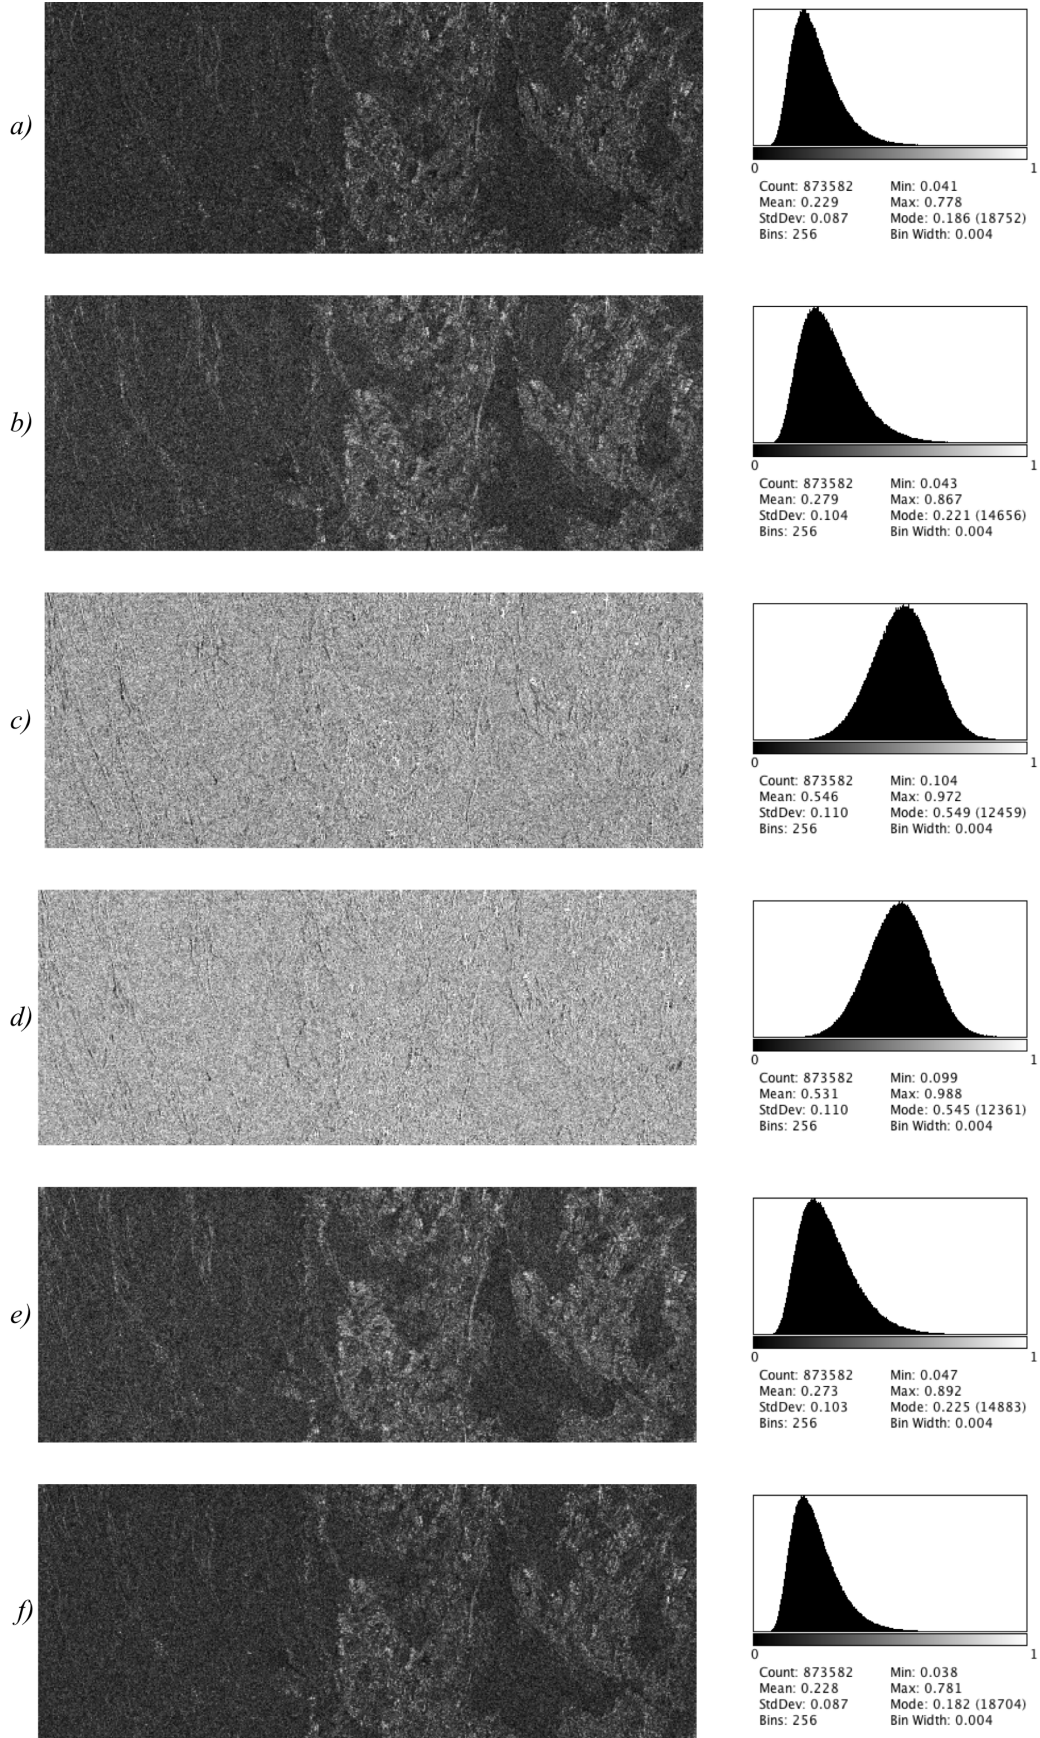 a)
0 1
Count: 873582 Min: 0.041
Mean: 0.229 Max: 0.778
StdDev: 0.087 Mode: 0.186 (18752)
Bins: 256 Bin Width: 0.004
b)
0 1
Count: 873582 Min: 0.043
Mean: 0.279 Max: 0.867
StdDev: 0.104 Mode: 0.221 (14656)
Bins: 256 Bin Width: 0.004
c)
0 1
Count: 873582 Min: 0.104
Mean: 0.546 Max: 0.972
StdDev: 0.110 Mode: 0.549 (12459)
Bins: 256 Bin Width: 0.004
d)
0 1
Count: 873582 Min: 0.099
Mean: 0.531 Max: 0.988
StdDev: 0.110 Mode: 0.545 (12361)
Bins: 256 Bin Width: 0.004
e)
0 1
Count: 873582 Min: 0.047
Mean: 0.273 Max: 0.892
StdDev: 0.103 Mode: 0.225 (14883)
Bins: 256 Bin Width: 0.004
f)
0 1
Count: 873582 Min: 0.038
Mean: 0.228 Max: 0.781
StdDev: 0.087 Mode: 0.182 (18704)
Bins: 256 Bin Width: 0.004